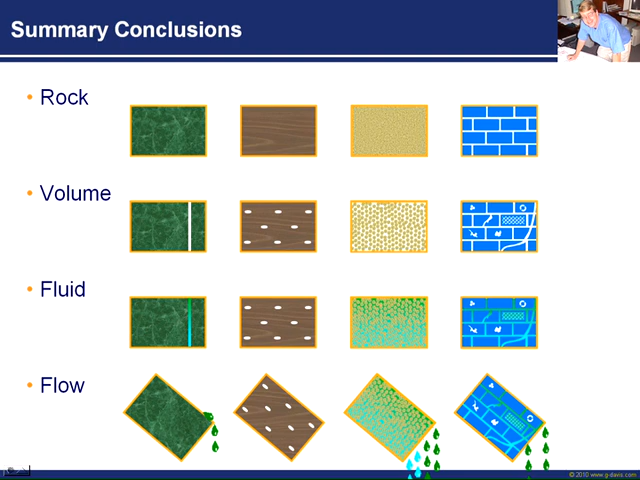 Summary Conclusions
• Rock
• Volume
• Fluid
• Flow
© 2010 www.g-davis.com